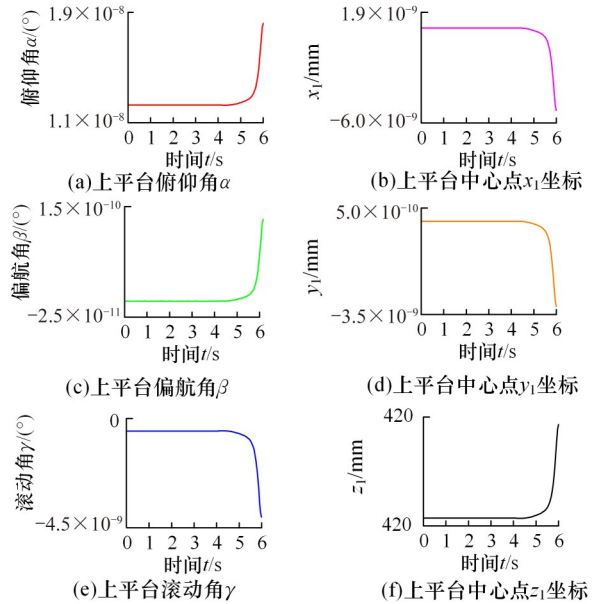 1.9×10⁻⁸
俯仰角α/(°)
1.1×10⁻⁸
0 1 2 3 4 5 6
时间t/s
(a)上平台俯仰角α
1.9×10⁻⁹
x₁/mm
−6.0×10⁻⁹
0 1 2 3 4 5 6
时间t/s
(b)上平台中心点x₁坐标
1.5×10⁻¹⁰
偏航角β/(°)
−2.5×10⁻¹¹
0 1 2 3 4 5 6
时间t/s
(c)上平台偏航角β
5.0×10⁻¹⁰
y₁/mm
−3.5×10⁻⁹
0 1 2 3 4 5 6
时间t/s
(d)上平台中心点y₁坐标
0
滚动角γ/(°)
−4.5×10⁻⁹
0 1 2 3 4 5 6
时间t/s
(e)上平台滚动角γ
420
z₁/mm
420
0 1 2 3 4 5 6
时间t/s
(f)上平台中心点z₁坐标